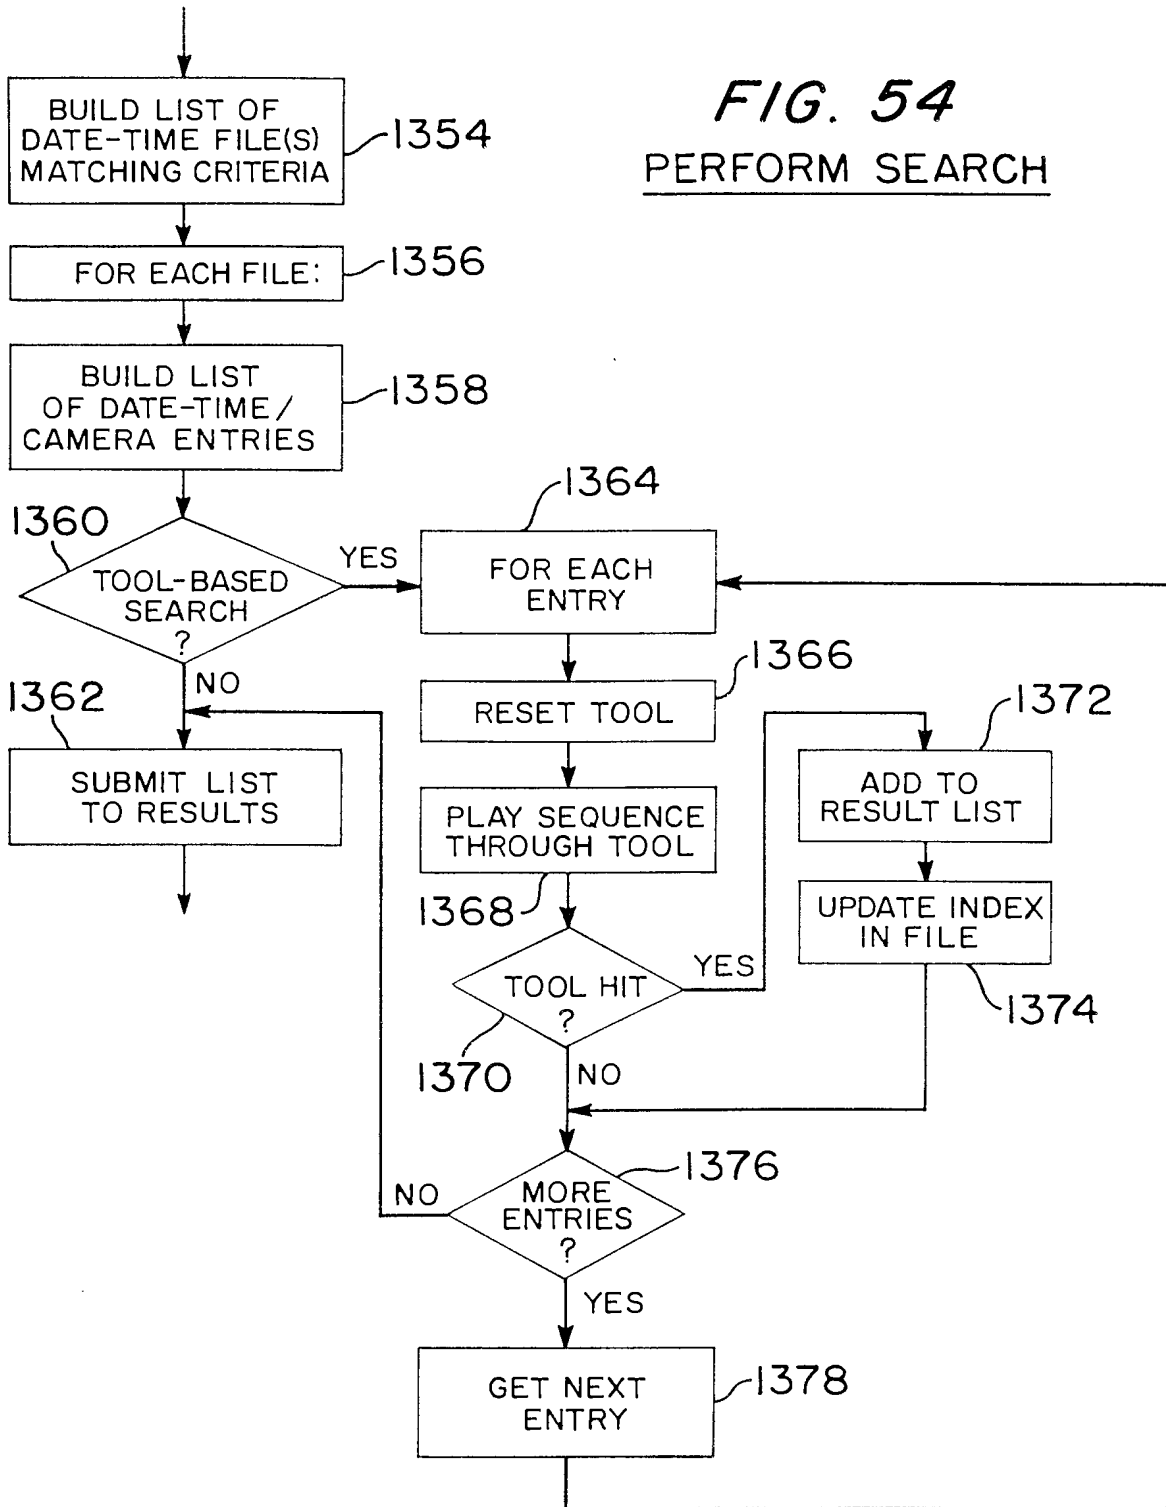 FIG. 54
PERFORM SEARCH
BUILD LIST OF
DATE-TIME FILE(S)
MATCHING CRITERIA
1354
FOR EACH FILE:
1356
BUILD LIST
OF DATE-TIME/
CAMERA ENTRIES
1358
1360
TOOL-BASED
SEARCH
?
YES
NO
1362
SUBMIT LIST
TO RESULTS
1364
FOR EACH
ENTRY
1366
RESET TOOL
PLAY SEQUENCE
THROUGH TOOL
1368
TOOL HIT
?
1370
YES
NO
1372
ADD TO
RESULT LIST
UPDATE INDEX
IN FILE
1374
1376
MORE
ENTRIES
?
NO
YES
GET NEXT
ENTRY
1378